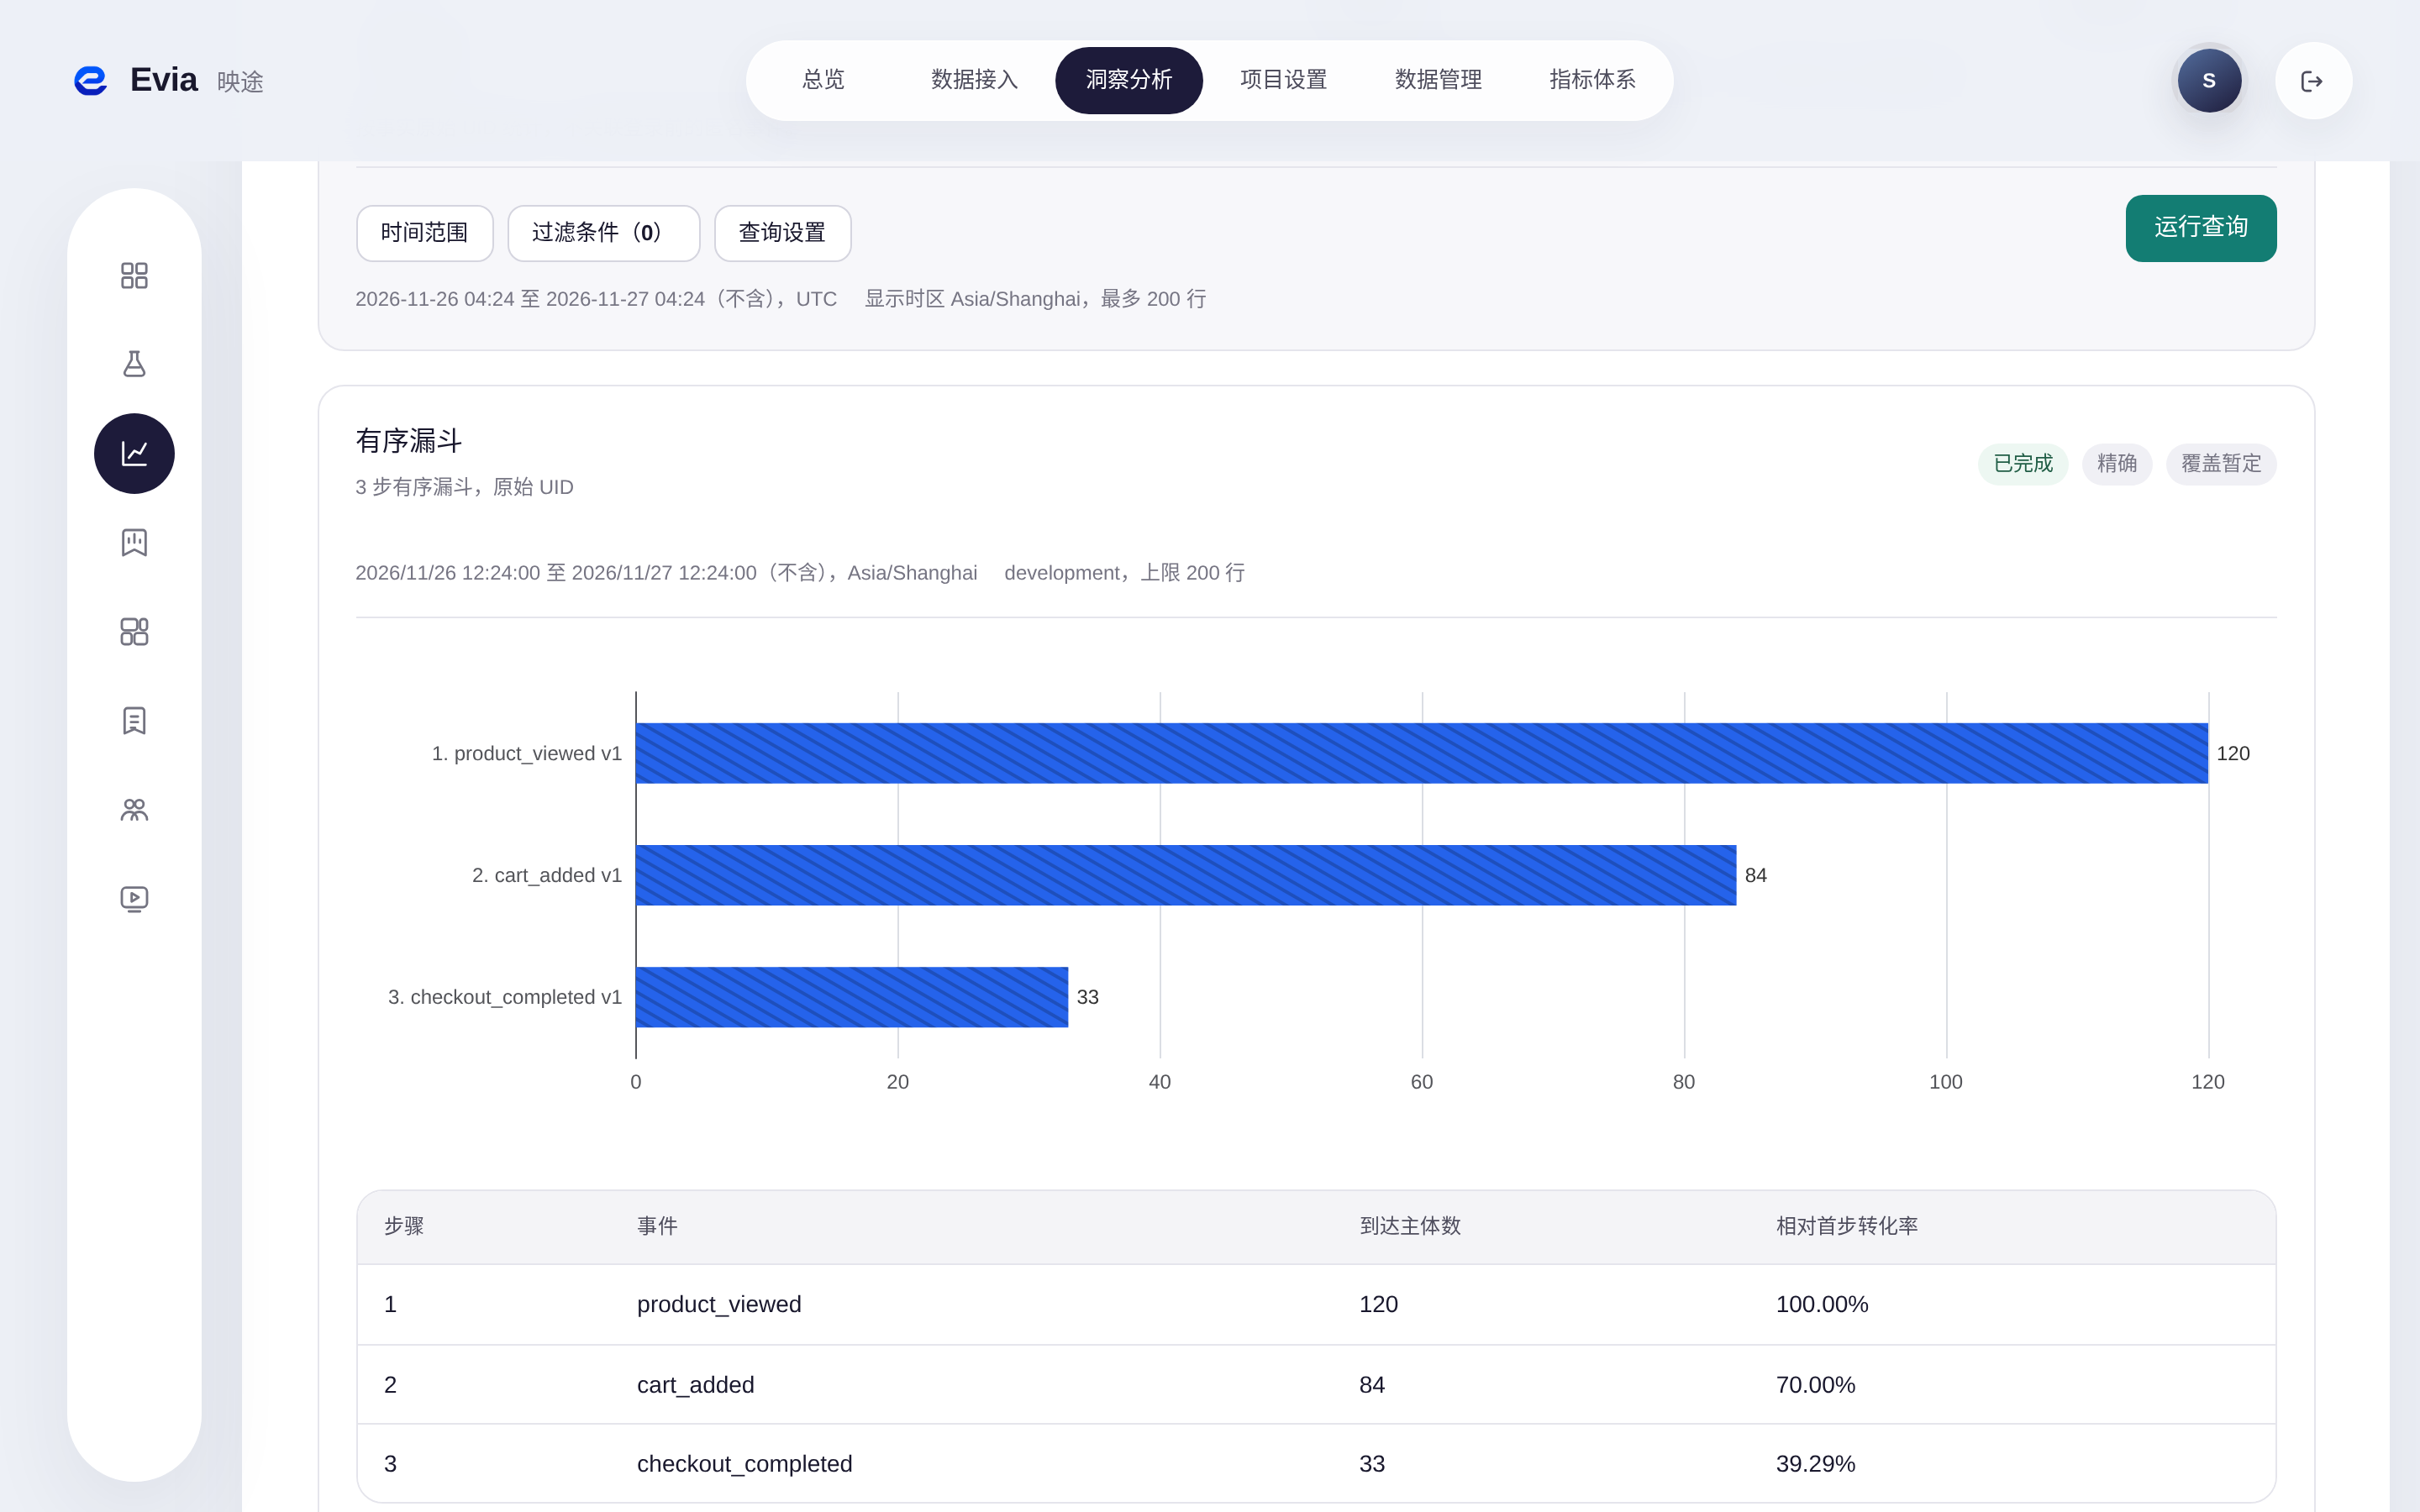 Evia 映途
总览 数据接入 洞察分析 项目设置 数据管理 指标体系
S
时间范围 过滤条件（0） 查询设置 运行查询
2026-11-26 04:24 至 2026-11-27 04:24（不含），UTC 显示时区 Asia/Shanghai，最多 200 行
有序漏斗
3 步有序漏斗，原始 UID
已完成 精确 覆盖暂定
2026/11/26 12:24:00 至 2026/11/27 12:24:00（不含），Asia/Shanghai development，上限 200 行
1. product_viewed v1 120
2. cart_added v1 84
3. checkout_completed v1 33
0 20 40 60 80 100 120
步骤 事件 到达主体数 相对首步转化率
1 product_viewed 120 100.00%
2 cart_added 84 70.00%
3 checkout_completed 33 39.29%